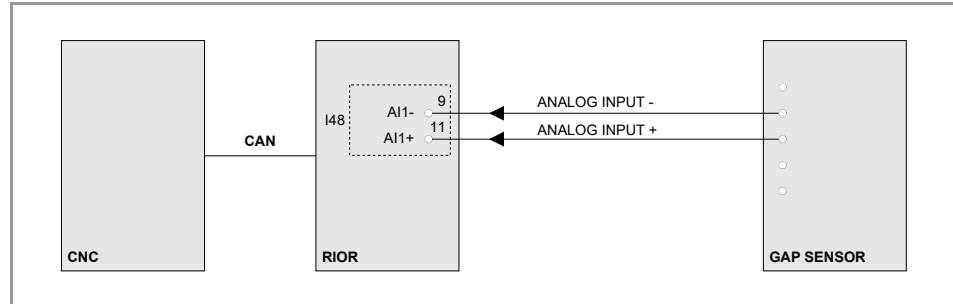 9
ANALOG INPUT -
I48
AI1-
11
ANALOG INPUT +
AI1+
CAN
CNC
RIOR
GAP SENSOR